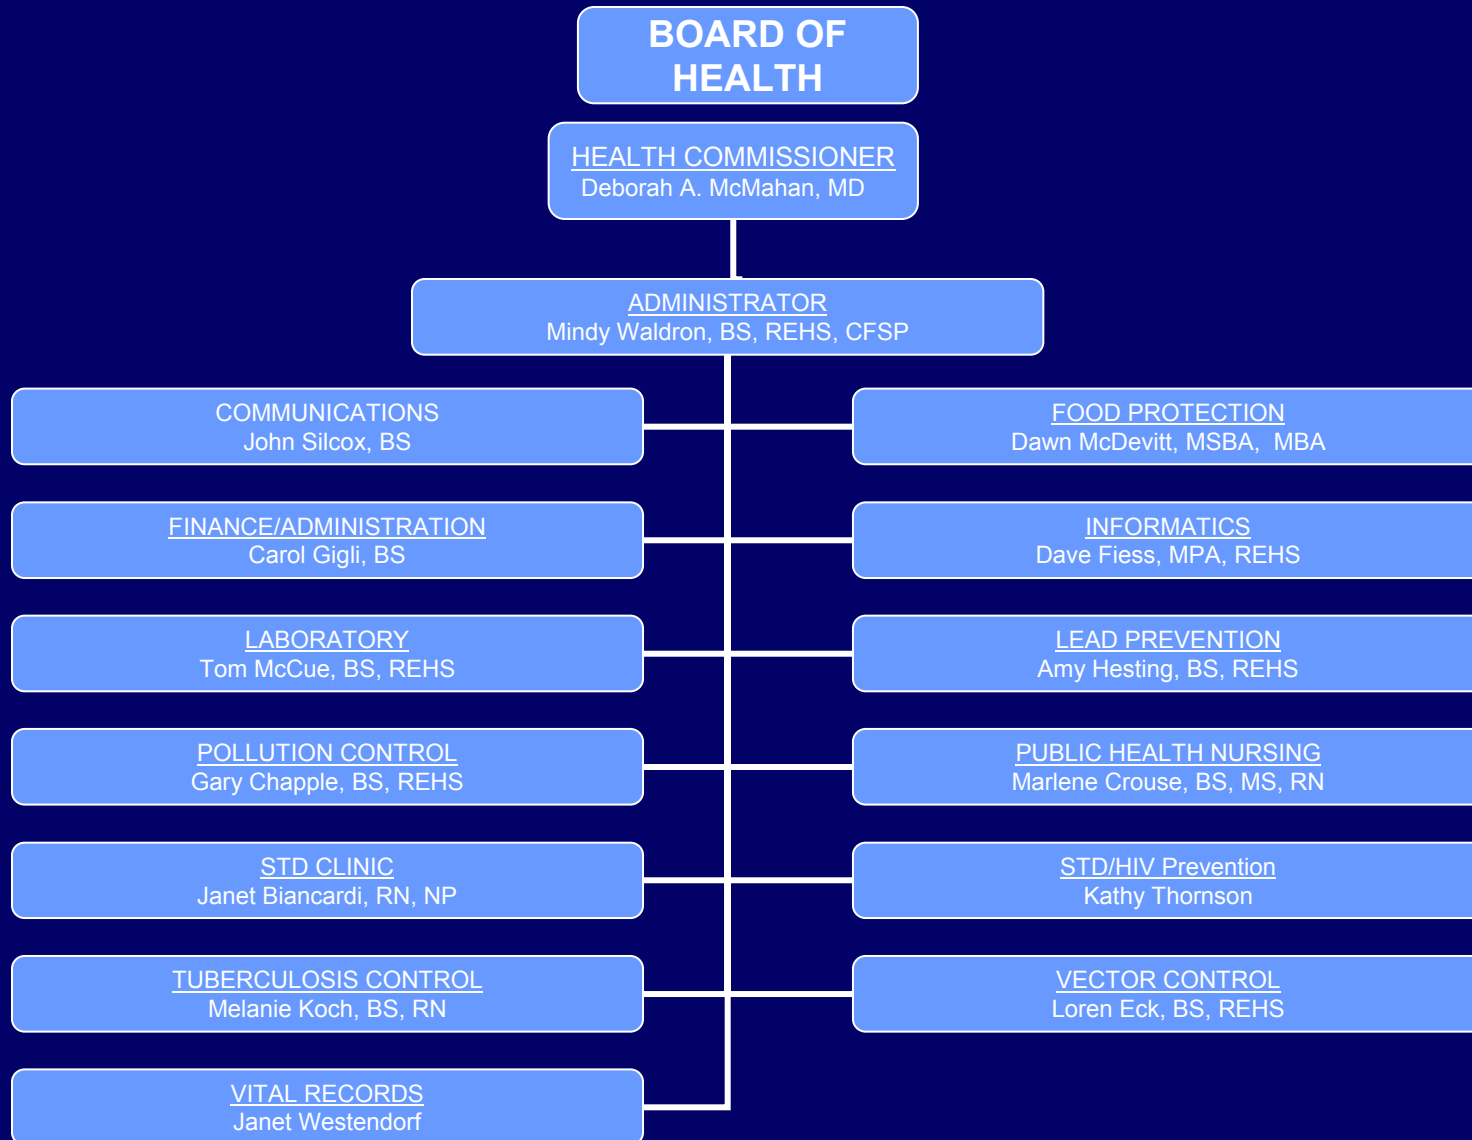 BOARD OF
HEALTH
HEALTH COMMISSIONER
Deborah A. McMahan, MD
ADMINISTRATOR
Mindy Waldron, BS, REHS, CFSP
COMMUNICATIONS
John Silcox, BS
FOOD PROTECTION
Dawn McDevitt, MSBA, MBA
FINANCE/ADMINISTRATION
Carol Gigli, BS
INFORMATICS
Dave Fiess, MPA, REHS
LABORATORY
Tom McCue, BS, REHS
LEAD PREVENTION
Amy Hesting, BS, REHS
POLLUTION CONTROL
Gary Chapple, BS, REHS
PUBLIC HEALTH NURSING
Marlene Crouse, BS, MS, RN
STD CLINIC
Janet Biancardi, RN, NP
STD/HIV Prevention
Kathy Thornson
TUBERCULOSIS CONTROL
Melanie Koch, BS, RN
VECTOR CONTROL
Loren Eck, BS, REHS
VITAL RECORDS
Janet Westendorf